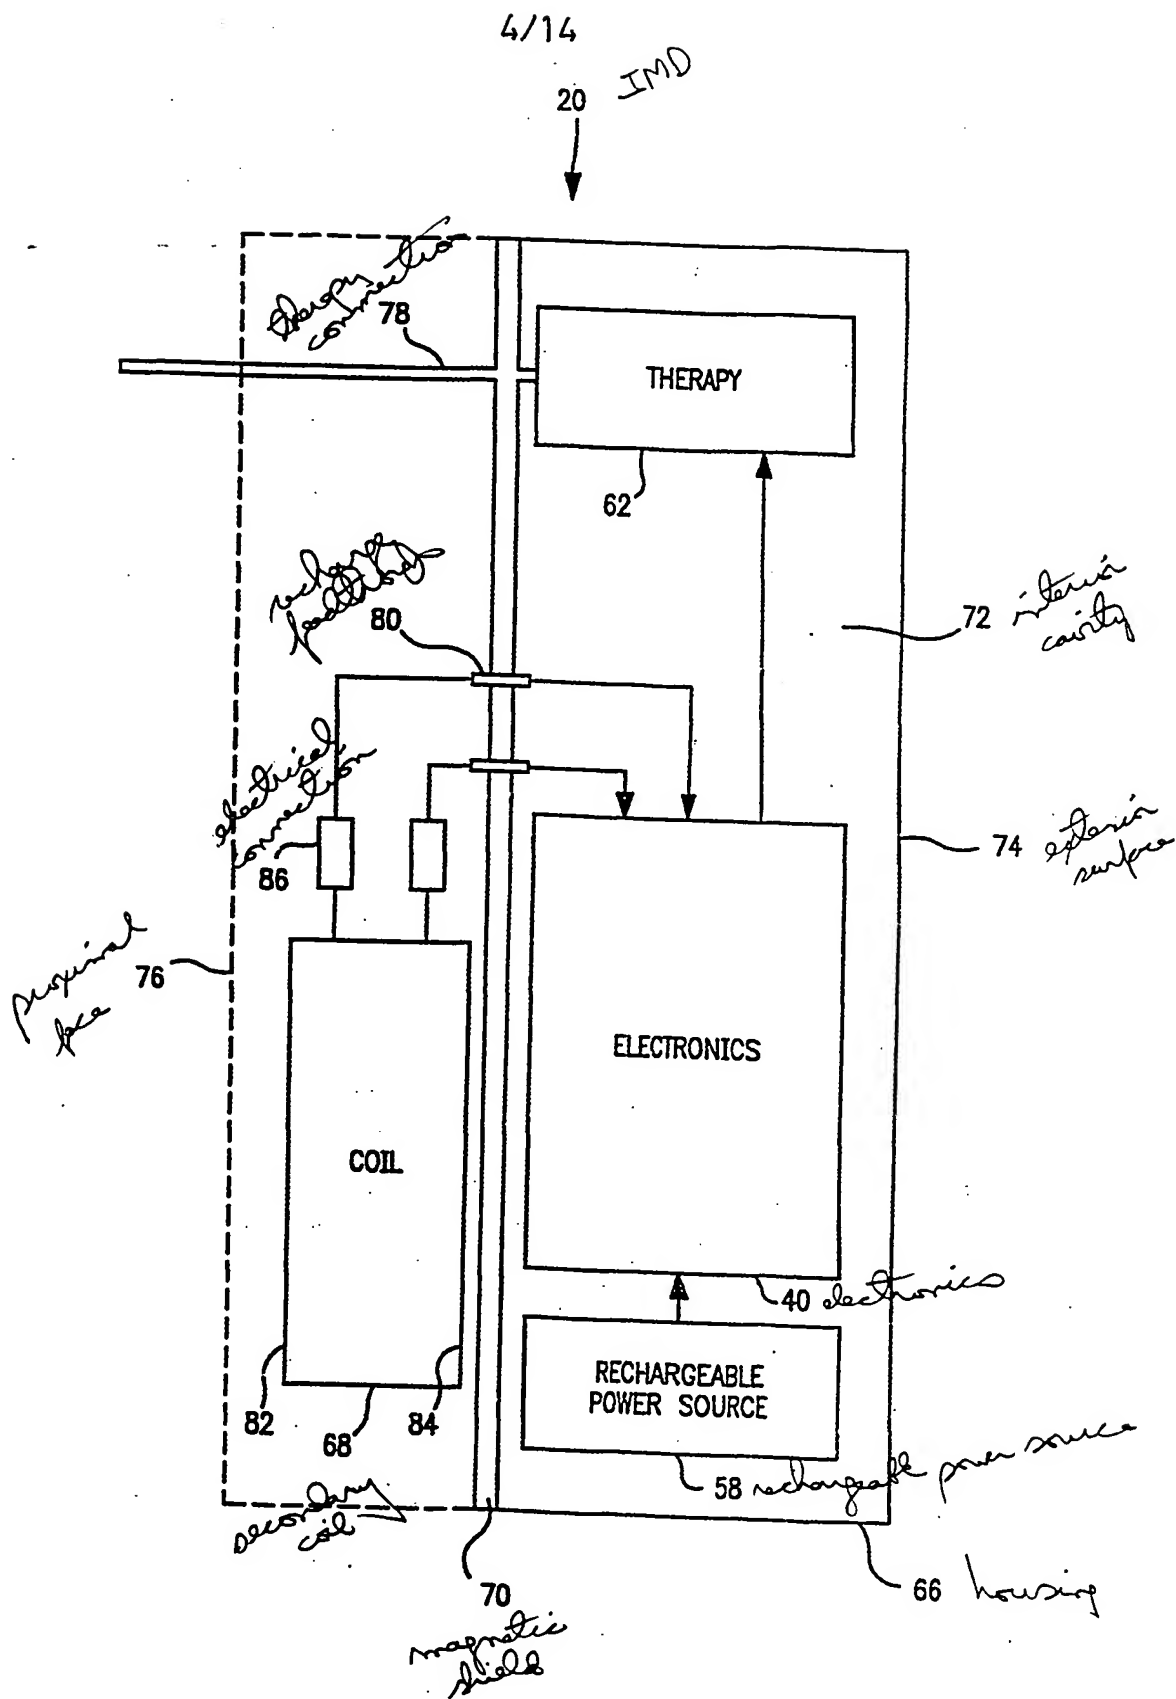 4/14
IMD
20
therapy
connection
78
THERAPY
62
recharge
feedthrough
80
72 interior
cavity
electrical
connection
86
74 exterior
surface
proximal
face
76
ELECTRONICS
COIL
40 electronics
RECHARGEABLE
POWER SOURCE
82
68
84
58 rechargeable power source
secondary
coil
70
magnetic
shield
66 housing